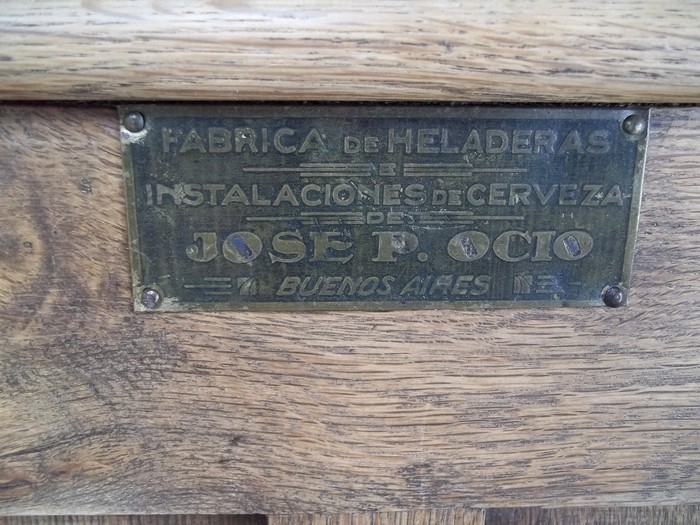 FABRICA DE HELADERAS
E
INSTALACIONES DE CERVEZA
DE
JOSE P. OCIO
BUENOS AIRES